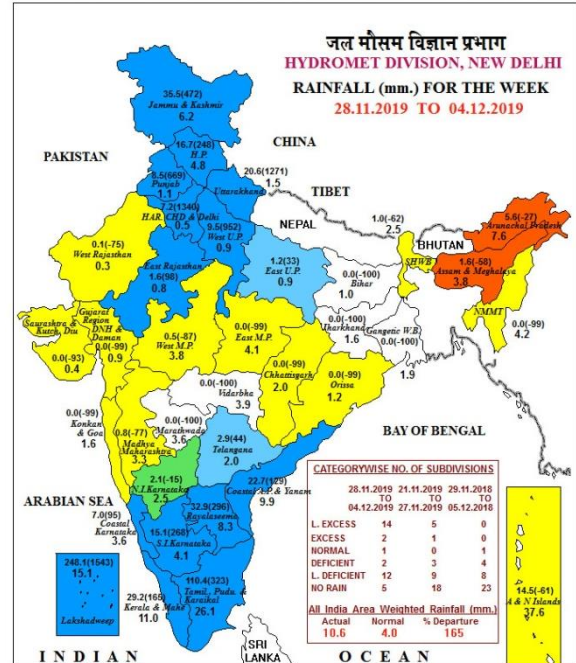 जल मौसम विज्ञान प्रभाग
HYDROMET DIVISION, NEW DELHI
RAINFALL (mm.) FOR THE WEEK
28.11.2019 TO 04.12.2019
35.5(472)
Jammu & Kashmir
6.2
CHINA
PAKISTAN
16.7(248)
H.P.
4.8
8.5(669)
Punjab
1.1
Uttarakhand
20.6(1271)
1.5
TIBET
7.2(1340)
HAR. CHD & Delhi
0.5
9.5(952)
West U.P.
0.9
NEPAL
1.0(-62)
2.5
BHUTAN
5.6(-27)
Arunachal Pradesh
7.6
0.1(-75)
West Rajasthan
0.3
East Rajasthan
1.6(98)
0.8
1.2(33)
East U.P.
0.9
0.0(-100)
Bihar
1.0
SHWB
1.6(-58)
Assam & Meghalaya
3.8
NMMT
0.0(-99)
4.2
Saurashtra &
Kutch, Diu
0.0(-93)
0.4
Gujarat
Region
DNH &
Daman
0.0(-99)
0.9
0.5(-87)
West M.P.
3.8
0.0(-99)
East M.P.
4.1
0.0(-100)
Jharkhand
1.6
Gangetic W.B.
0.0(-100)
1.9
0.0(-99)
Chhattisgarh
2.0
0.0(-99)
Orissa
1.2
0.0(-100)
Vidarbha
3.9
0.0(-99)
Konkan
& Goa
1.6
0.8(-77)
Madhya
Maharashtra
3.3
0.0(-100)
Marathwada
3.6
2.9(44)
Telangana
2.0
BAY OF BENGAL
ARABIAN SEA
2.1(-15)
N.I.Karnataka
2.5
22.7(129)
Coastal A.P. & Yanam
9.9
7.0(95)
Coastal
Karnataka
3.6
32.9(296)
Rayalaseema
8.3
15.1(268)
S.I.Karnataka
4.1
248.1(1543)
15.1
Lakshadweep
29.2(165)
Kerala & Mahe
11.0
110.4(323)
Tamil, Pudu. &
Karaikal
26.1
CATEGORYWISE NO. OF SUBDIVISIONS
28.11.2019 21.11.2019 29.11.2018
TO TO TO
04.12.2019 27.11.2019 05.12.2018
L. EXCESS 14 5 0
EXCESS 2 1 0
NORMAL 1 0 1
DEFICIENT 2 3 4
L. DEFICIENT 12 9 8
NO RAIN 5 18 23
All India Area Weighted Rainfall (mm.)
Actual Normal % Departure
10.6 4.0 165
14.5(-61)
A & N Islands
37.6
SRI
LANKA
INDIAN OCEAN